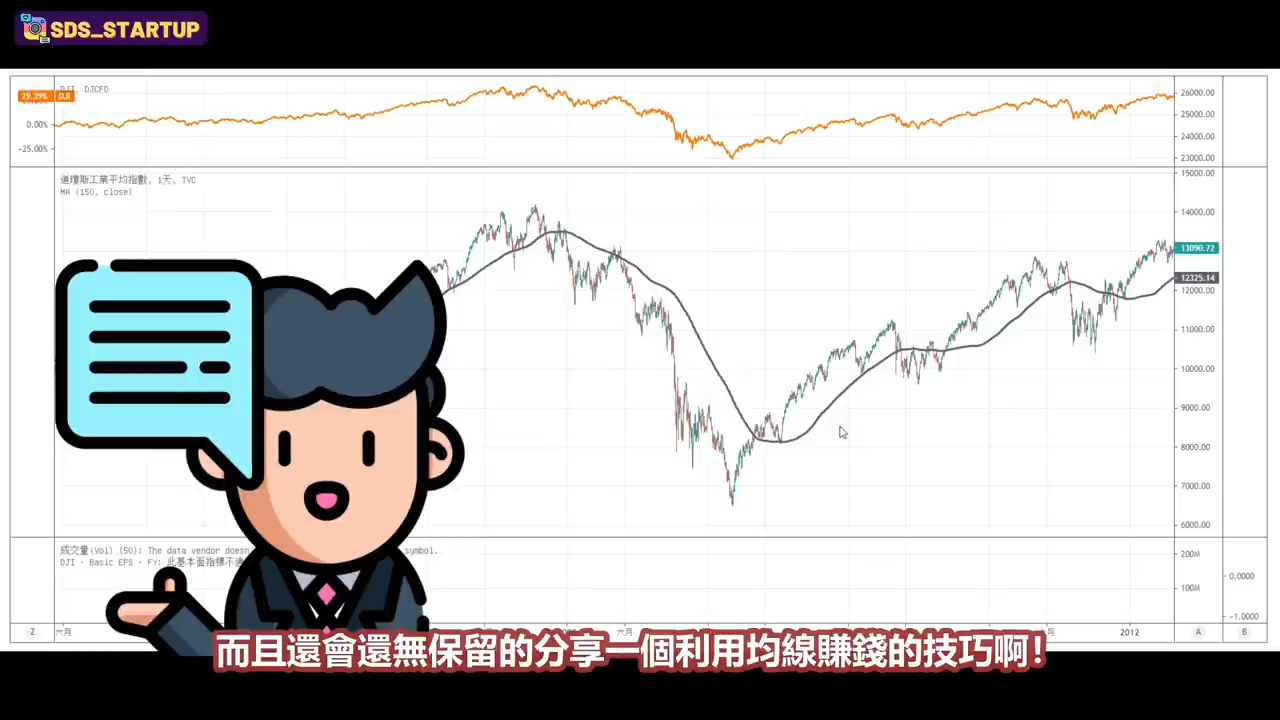 SDS_STARTUP
DJI, DJCFD
29.39%
DJI
0.00%
-25.00%
26000.00
25000.00
24000.00
23000.00
道瓊斯工業平均指數, 1天, TVC
MA (150, close)
15000.00
14000.00
13090.72
12325.14
12000.00
11000.00
10000.00
9000.00
8000.00
7000.00
6000.00
成交量(Vol) (50): The data vendor doesn
symbol.
DJI · Basic EPS · FY: 此基本面指標不
200M
100M
0.0000
-1.0000
Z
六月
六月
2012
A
B
而且還會還無保留的分享一個利用均線賺錢的技巧啊!